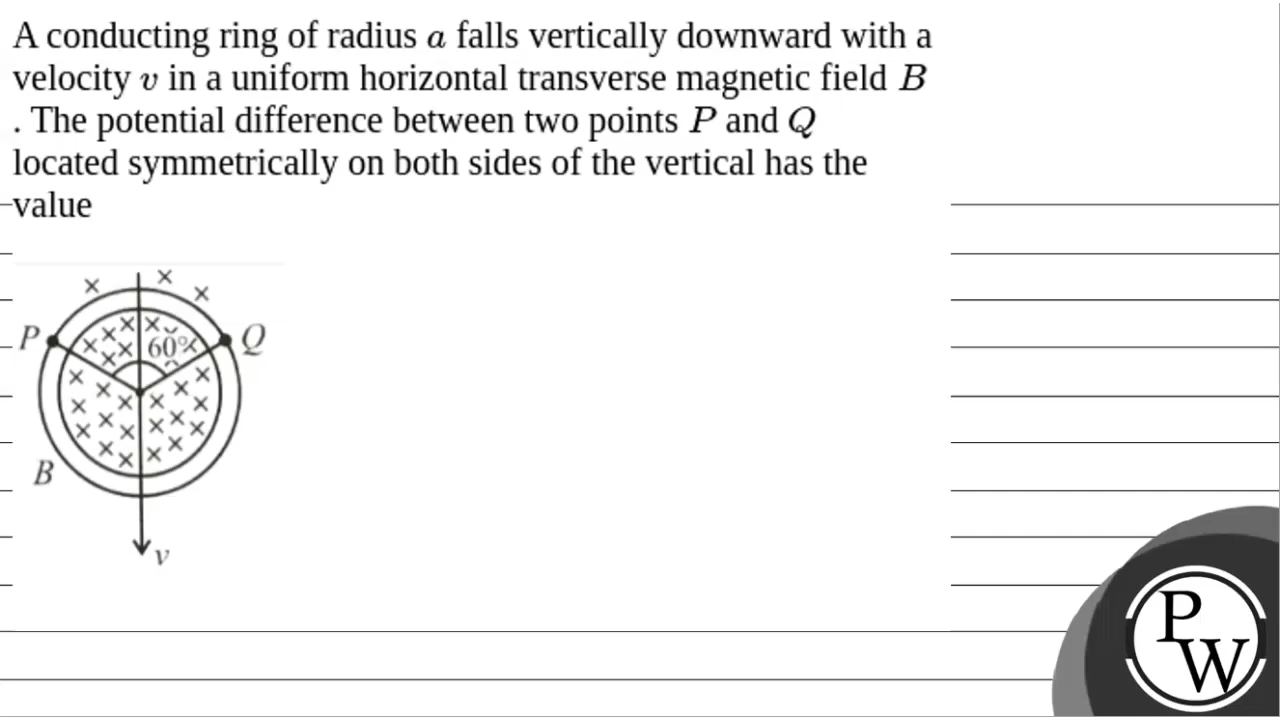 A conducting ring of radius a falls vertically downward with a
velocity v in a uniform horizontal transverse magnetic field B
. The potential difference between two points P and Q
located symmetrically on both sides of the vertical has the
value
P
60°
Q
B
v
P
W